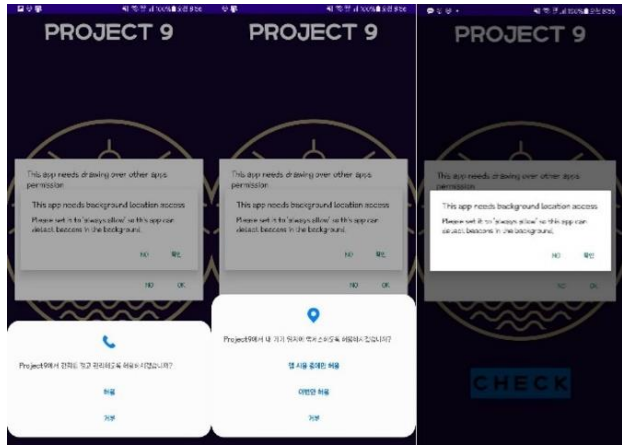 100%
PROJECT 9
This app needs drawing over other apps
permission
This app needs background location access
Please set it to 'always allow' so this app can
detect beacons in the background.
NO 확인
NO OK
Project9에서 전화를 걸고 관리하도록 허용하시겠습니까?
허용
거부
100%
PROJECT 9
This app needs drawing over other apps
permission
This app needs background location access
Please set it to 'always allow' so this app can
detect beacons in the background.
NO 확인
NO OK
Project9에서 내 기기 위치에 액세스하도록 허용하시겠습니까?
앱 사용 중에만 허용
이번만 허용
거부
100%
PROJECT 9
This app needs drawing over other apps
permission
This app needs background location access
Please set it to 'always allow' so this app can
detect beacons in the background.
NO 확인
NO OK
CHECK